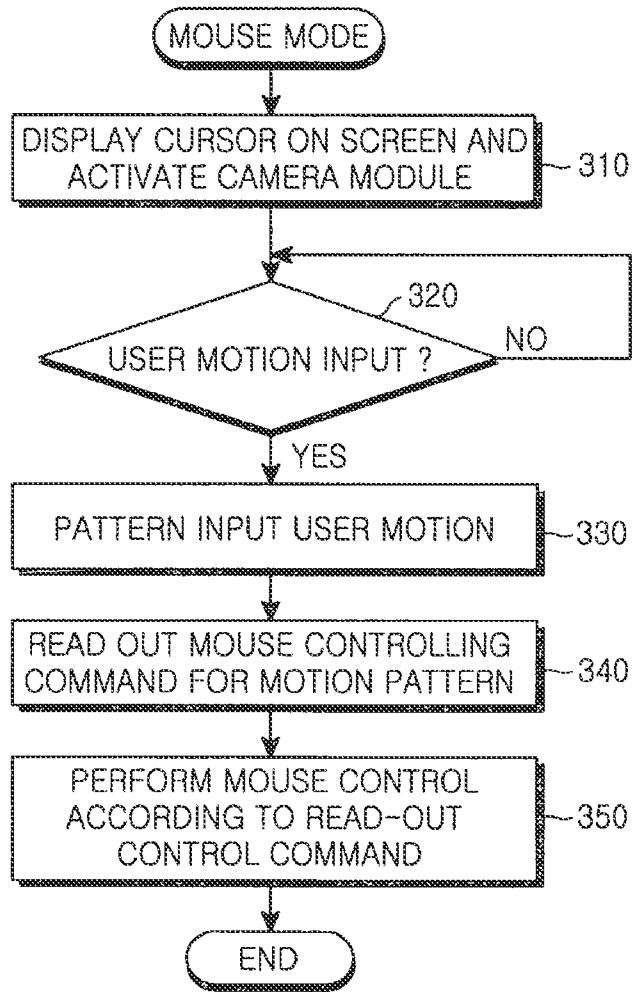 MOUSE MODE
DISPLAY CURSOR ON SCREEN AND
ACTIVATE CAMERA MODULE
310
320
USER MOTION INPUT ?
NO
YES
PATTERN INPUT USER MOTION
330
READ OUT MOUSE CONTROLLING
COMMAND FOR MOTION PATTERN
340
PERFORM MOUSE CONTROL
ACCORDING TO READ-OUT
CONTROL COMMAND
350
END